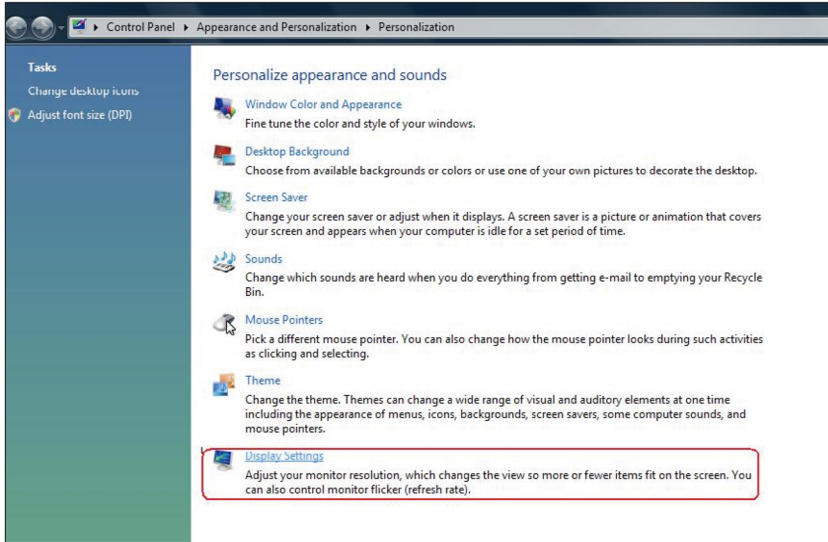 Control Panel ▸ Appearance and Personalization ▸ Personalization
Tasks
Change desktop icons
Adjust font size (DPI)
Personalize appearance and sounds
Window Color and Appearance
Fine tune the color and style of your windows.
Desktop Background
Choose from available backgrounds or colors or use one of your own pictures to decorate the desktop.
Screen Saver
Change your screen saver or adjust when it displays. A screen saver is a picture or animation that covers
your screen and appears when your computer is idle for a set period of time.
Sounds
Change which sounds are heard when you do everything from getting e-mail to emptying your Recycle
Bin.
Mouse Pointers
Pick a different mouse pointer. You can also change how the mouse pointer looks during such activities
as clicking and selecting.
Theme
Change the theme. Themes can change a wide range of visual and auditory elements at one time
including the appearance of menus, icons, backgrounds, screen savers, some computer sounds, and
mouse pointers.
Display Settings
Adjust your monitor resolution, which changes the view so more or fewer items fit on the screen. You
can also control monitor flicker (refresh rate).